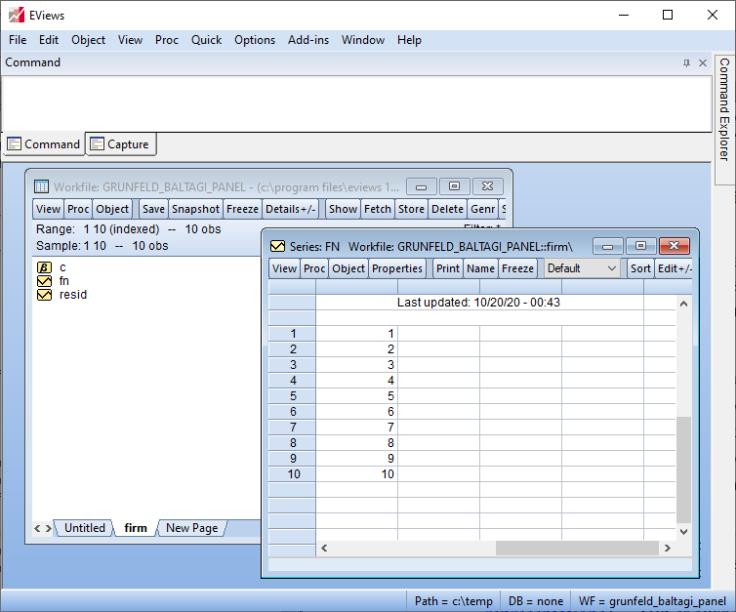 EViews
File Edit Object View Proc Quick Options Add-ins Window Help
Command
Command Explorer
Command Capture
Workfile: GRUNFELD_BALTAGI_PANEL - (c:\program files\eviews 1...
View Proc Object Save Snapshot Freeze Details+/- Show Fetch Store Delete Genr
Range: 1 10 (indexed) -- 10 obs
Sample: 1 10 -- 10 obs
β c
fn
resid
Untitled firm New Page
Series: FN Workfile: GRUNFELD_BALTAGI_PANEL::firm\
View Proc Object Properties Print Name Freeze Default Sort Edit+/-
Last updated: 10/20/20 - 00:43
1 1
2 2
3 3
4 4
5 5
6 6
7 7
8 8
9 9
10 10
Path = c:\temp DB = none WF = grunfeld_baltagi_panel